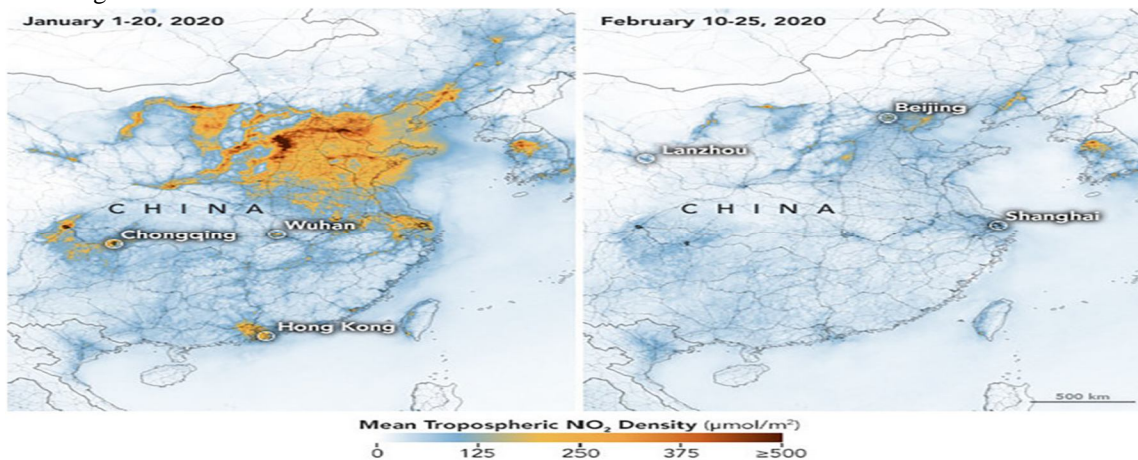 January 1-20, 2020
February 10-25, 2020
Beijing
Lanzhou
CHINA
CHINA
Wuhan
Shanghai
Chongqing
Hong Kong
500 km
Mean Tropospheric NO₂ Density (μmol/m²)
0 125 250 375 ≥500